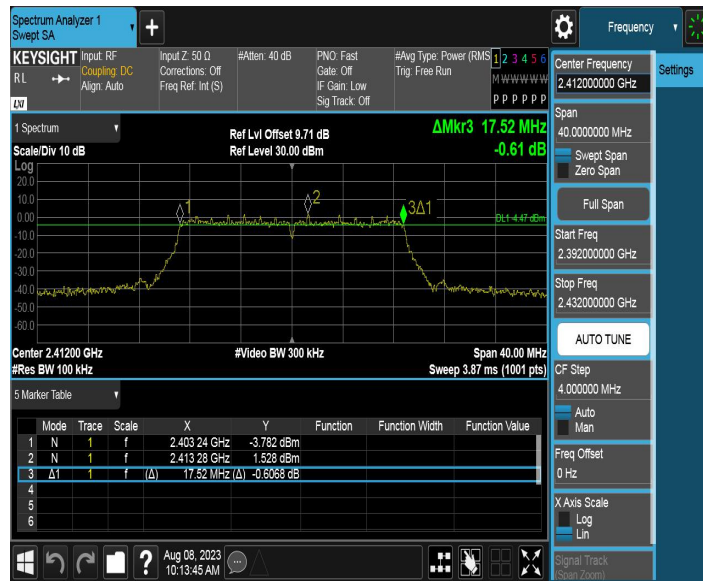 Spectrum Analyzer 1
Swept SA
+
Frequency
KEYSIGHT
RL
LXI
Input: RF
Coupling: DC
Align: Auto
Input Z: 50 Ω
Corrections: Off
Freq Ref: Int (S)
#Atten: 40 dB
PNO: Fast
Gate: Off
IF Gain: Low
Sig Track: Off
#Avg Type: Power (RMS
Trig: Free Run
1 2 3 4 5 6
M W W W W W
P P P P P P
1 Spectrum
Scale/Div 10 dB
Ref Lvl Offset 9.71 dB
Ref Level 30.00 dBm
ΔMkr3 17.52 MHz
-0.61 dB
Log
20.0
10.0
0.00
-10.0
-20.0
-30.0
-40.0
-50.0
-60.0
1
2
3Δ1
DL1 -4.47 dBm
Center 2.41200 GHz
#Res BW 100 kHz
#Video BW 300 kHz
Span 40.00 MHz
Sweep 3.87 ms (1001 pts)
5 Marker Table
Mode Trace Scale X Y Function Function Width Function Value
1 N 1 f 2.403 24 GHz -3.782 dBm
2 N 1 f 2.413 28 GHz 1.528 dBm
3 Δ1 1 f (Δ) 17.52 MHz (Δ) -0.6068 dB
4
5
6
?
Aug 08, 2023
10:13:45 AM
Center Frequency
2.412000000 GHz
Settings
Span
40.0000000 MHz
Swept Span
Zero Span
Full Span
Start Freq
2.392000000 GHz
Stop Freq
2.432000000 GHz
AUTO TUNE
CF Step
4.000000 MHz
Auto
Man
Freq Offset
0 Hz
X Axis Scale
Log
Lin
Signal Track
(Span Zoom)